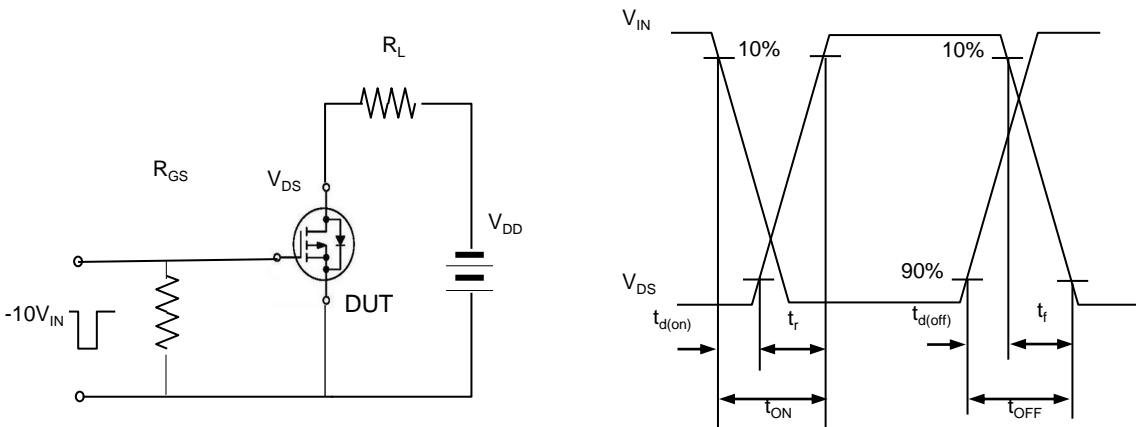 R_L
R_GS
V_DS
V_DD
DUT
-10V_IN
V_IN
10%
10%
90%
V_DS
t_d(on)
t_r
t_d(off)
t_f
t_ON
t_OFF